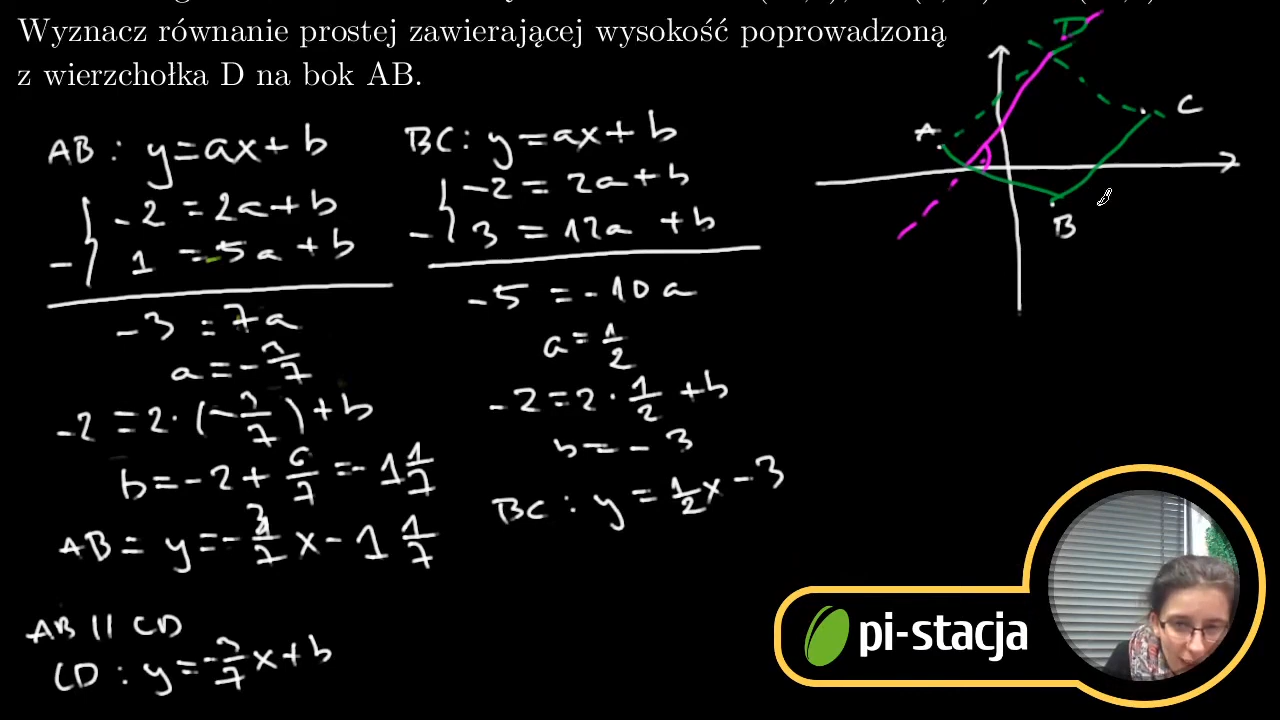 Wyznacz równanie prostej zawierającej wysokość poprowadzoną
z wierzchołka D na bok AB.
AB : y=ax+b
-2 = 2a+b
- 1 = -5a+b
-3 = 7a
a = -3/7
-2 = 2·(-3/7)+b
b = -2+6/7 = -1 1/7
AB = y = -3/7 x - 1 1/7
AB || CD
CD : y = -3/7 x+b
BC : y=ax+b
-2 = 2a+b
- 3 = 12a+b
-5 = -10a
a = 1/2
-2 = 2·1/2+b
b = -3
BC : y = 1/2 x-3
D
A
C
B
pi-stacja